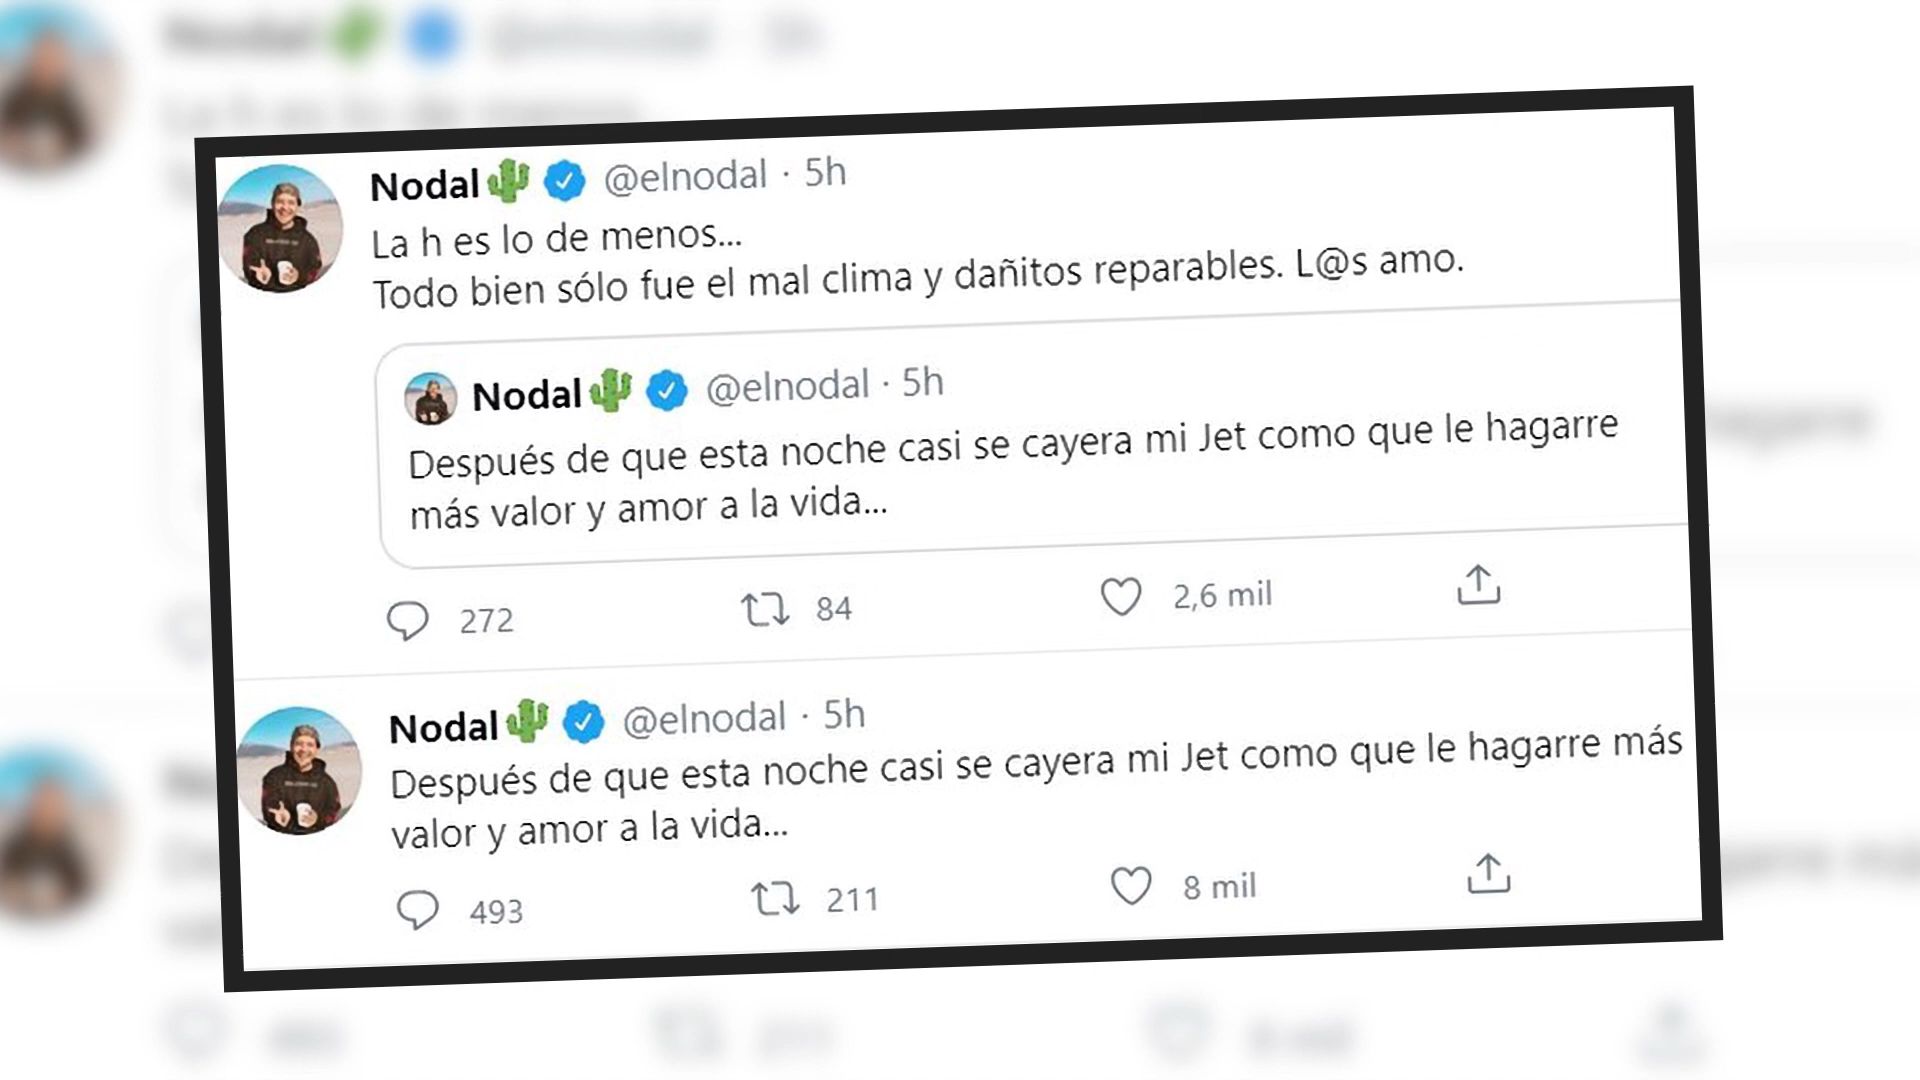 Nodal🌵 @elnodal · 5h
La h es lo de menos...
Todo bien sólo fue el mal clima y dañitos reparables. L@s amo.
Nodal🌵 @elnodal · 5h
Después de que esta noche casi se cayera mi Jet como que le hagarre
más valor y amor a la vida...
272 84 2,6 mil
Nodal🌵 @elnodal · 5h
Después de que esta noche casi se cayera mi Jet como que le hagarre más
valor y amor a la vida...
493 211 8 mil